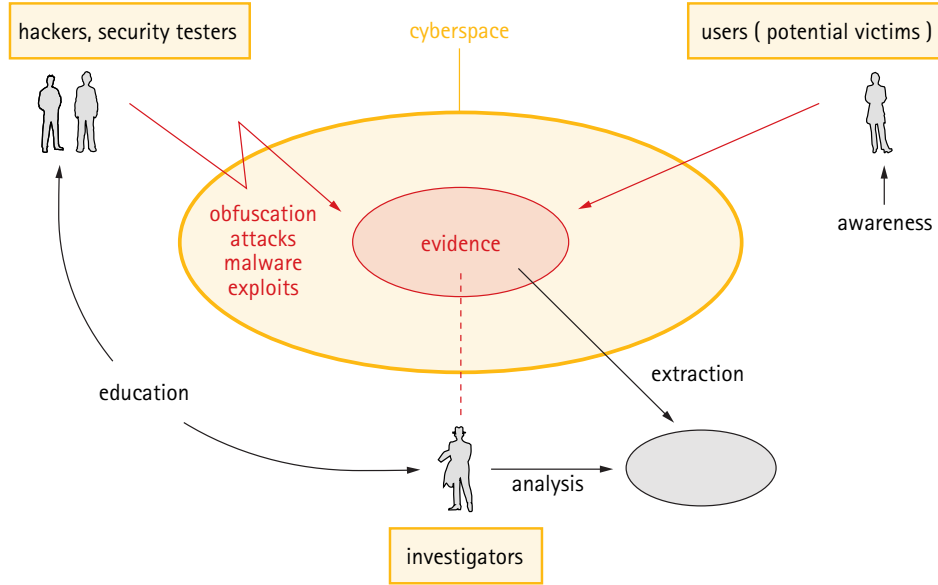 hackers, security testers
cyberspace
users ( potential victims )
obfuscation
attacks
malware
exploits
evidence
awareness
extraction
education
analysis
investigators